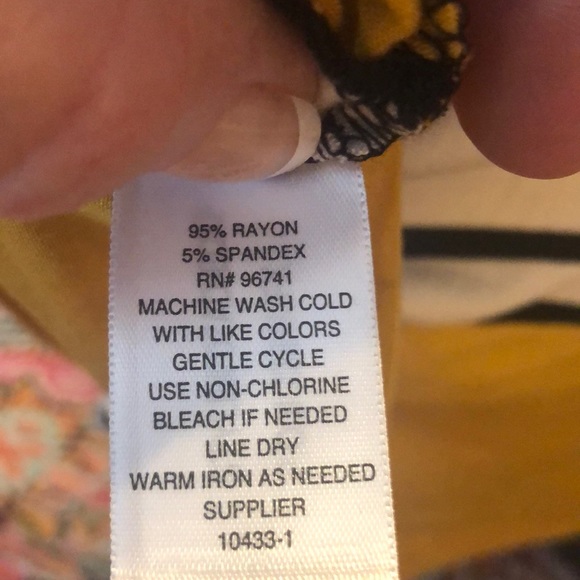 95% RAYON
5% SPANDEX
RN# 96741
MACHINE WASH COLD
WITH LIKE COLORS
GENTLE CYCLE
USE NON-CHLORINE
BLEACH IF NEEDED
LINE DRY
WARM IRON AS NEEDED
SUPPLIER
10433-1